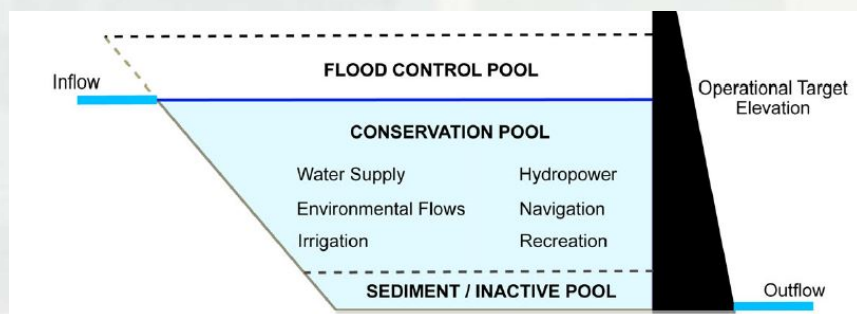 FLOOD CONTROL POOL
Inflow
Operational Target
Elevation
CONSERVATION POOL
Water Supply
Hydropower
Environmental Flows
Navigation
Irrigation
Recreation
SEDIMENT / INACTIVE POOL
Outflow